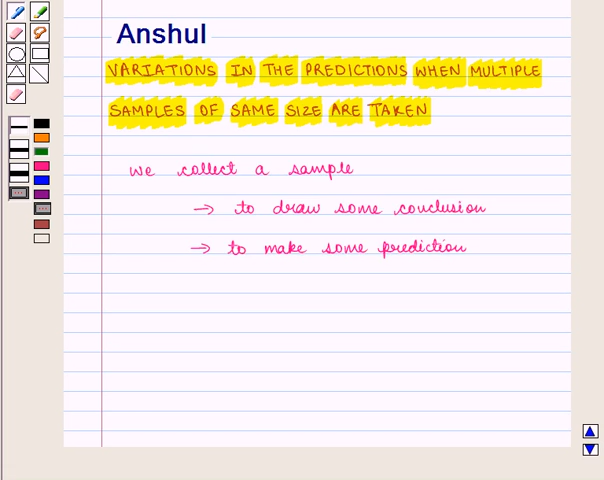 Anshul
VARIATIONS IN THE PREDICTIONS WHEN MULTIPLE
SAMPLES OF SAME SIZE ARE TAKEN
we collect a sample
→ to draw some conclusion
→ to make some prediction